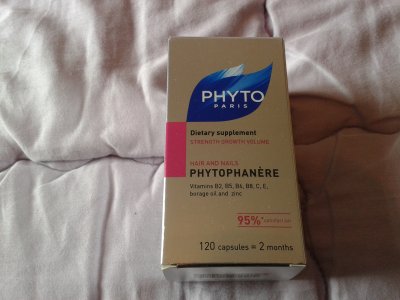 PHYTO
PARIS
Dietary supplement
STRENGTH GROWTH VOLUME
HAIR AND NAILS
PHYTOPHANÈRE
Vitamins B2, B5, B6, B8, C, E,
borage oil and zinc
95%* satisfaction
120 capsules = 2 months